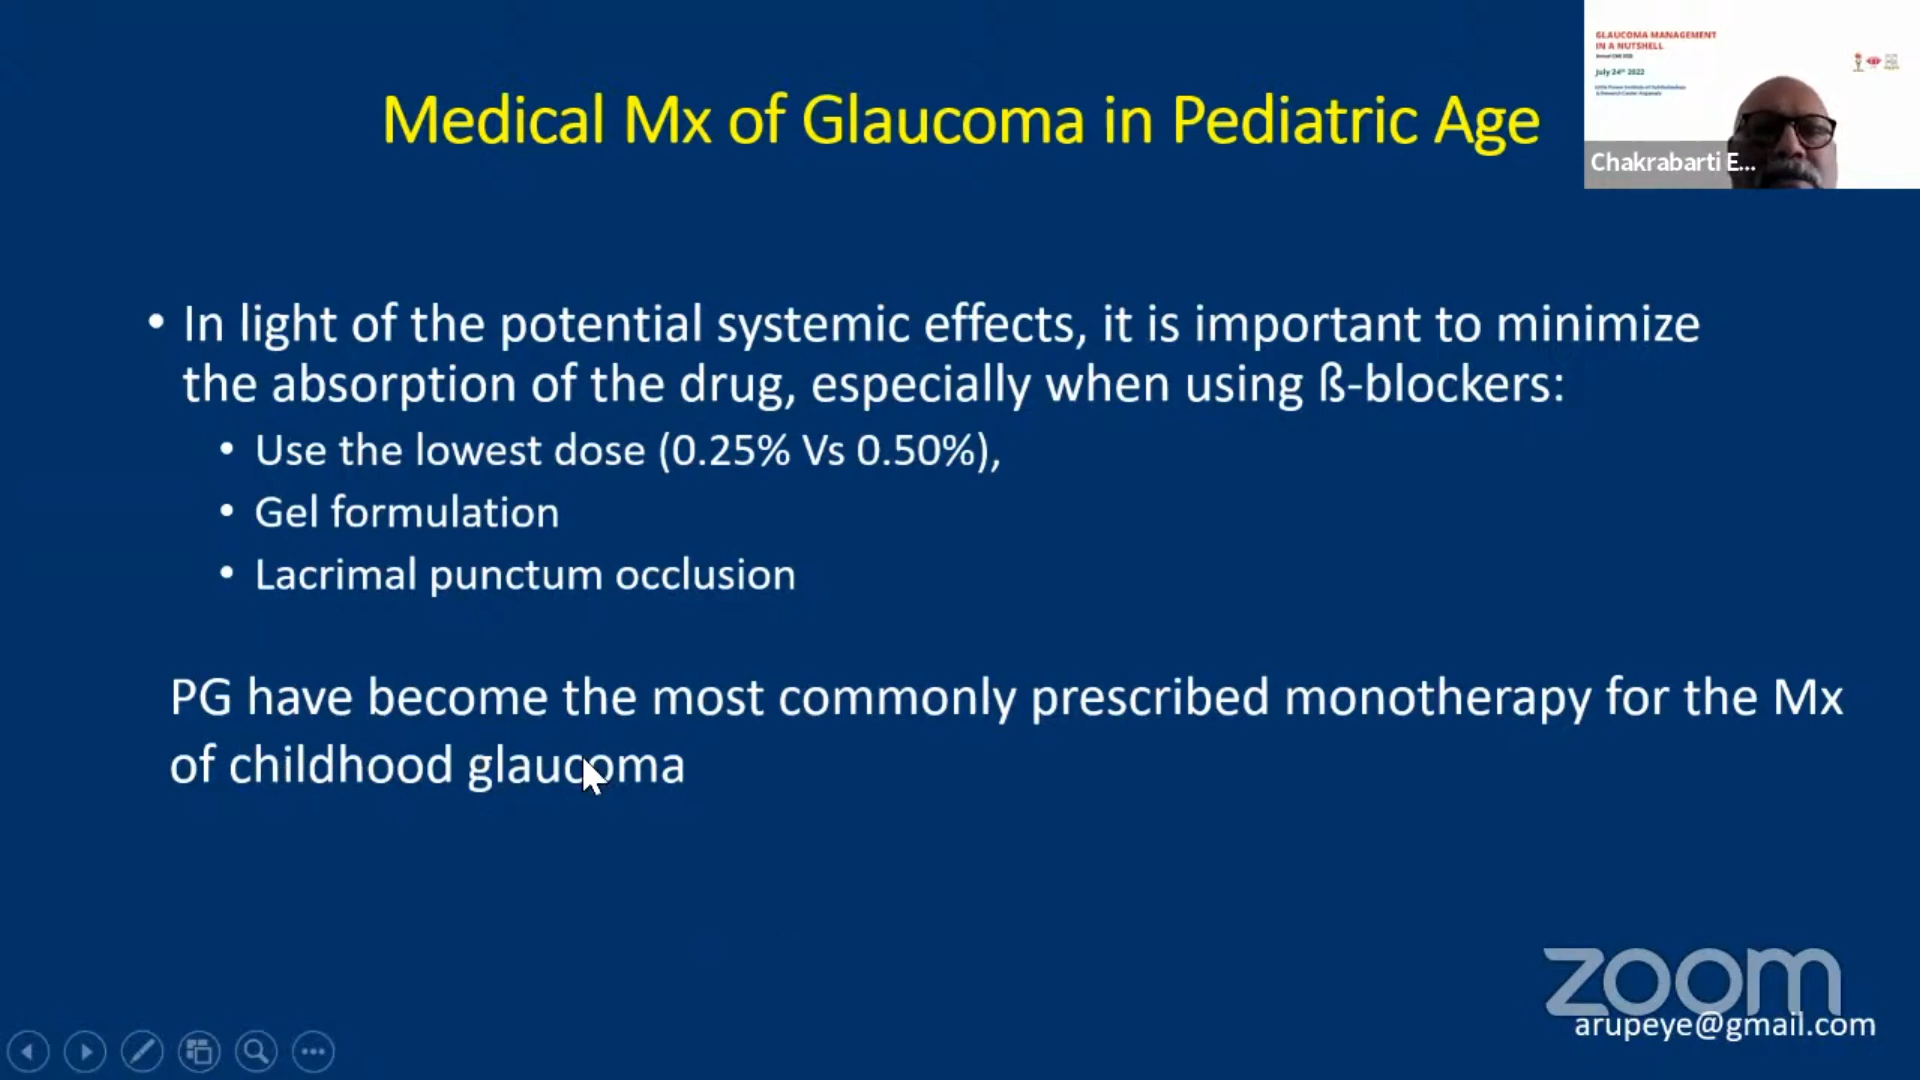 Medical Mx of Glaucoma in Pediatric Age
GLAUCOMA MANAGEMENT
IN A NUTSHELL
July 24th 2022
Chakrabarti E...
• In light of the potential systemic effects, it is important to minimize
the absorption of the drug, especially when using ß-blockers:
• Use the lowest dose (0.25% Vs 0.50%),
• Gel formulation
• Lacrimal punctum occlusion
PG have become the most commonly prescribed monotherapy for the Mx
of childhood glaucoma
zoom
arupeye@gmail.com